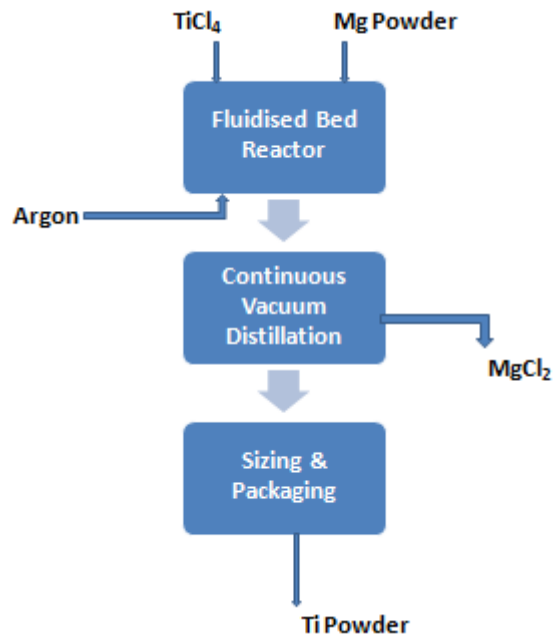 TiCl₄
Mg Powder
Fluidised Bed
Reactor
Argon
Continuous
Vacuum
Distillation
MgCl₂
Sizing &
Packaging
Ti Powder